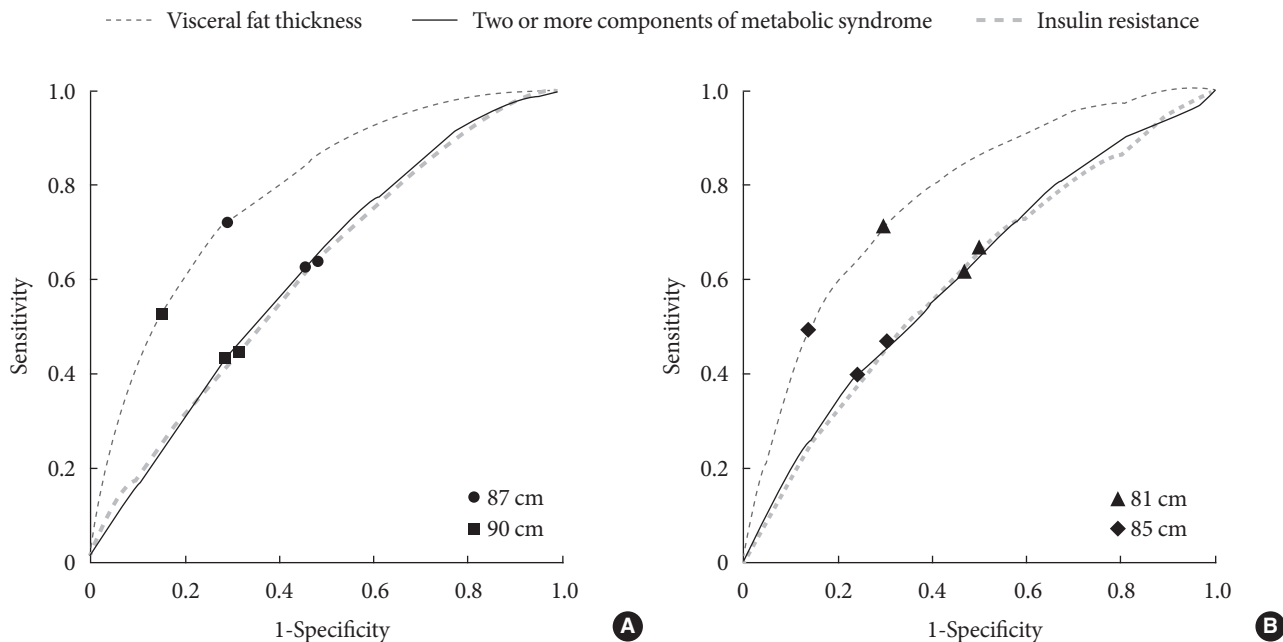 Visceral fat thickness Two or more components of metabolic syndrome Insulin resistance
1.0
0.8
0.6
0.4
0.2
0
Sensitivity
0 0.2 0.4 0.6 0.8 1.0
1-Specificity
87 cm
90 cm
A
1.0
0.8
0.6
0.4
0.2
0
Sensitivity
0 0.2 0.4 0.6 0.8 1.0
1-Specificity
81 cm
85 cm
B